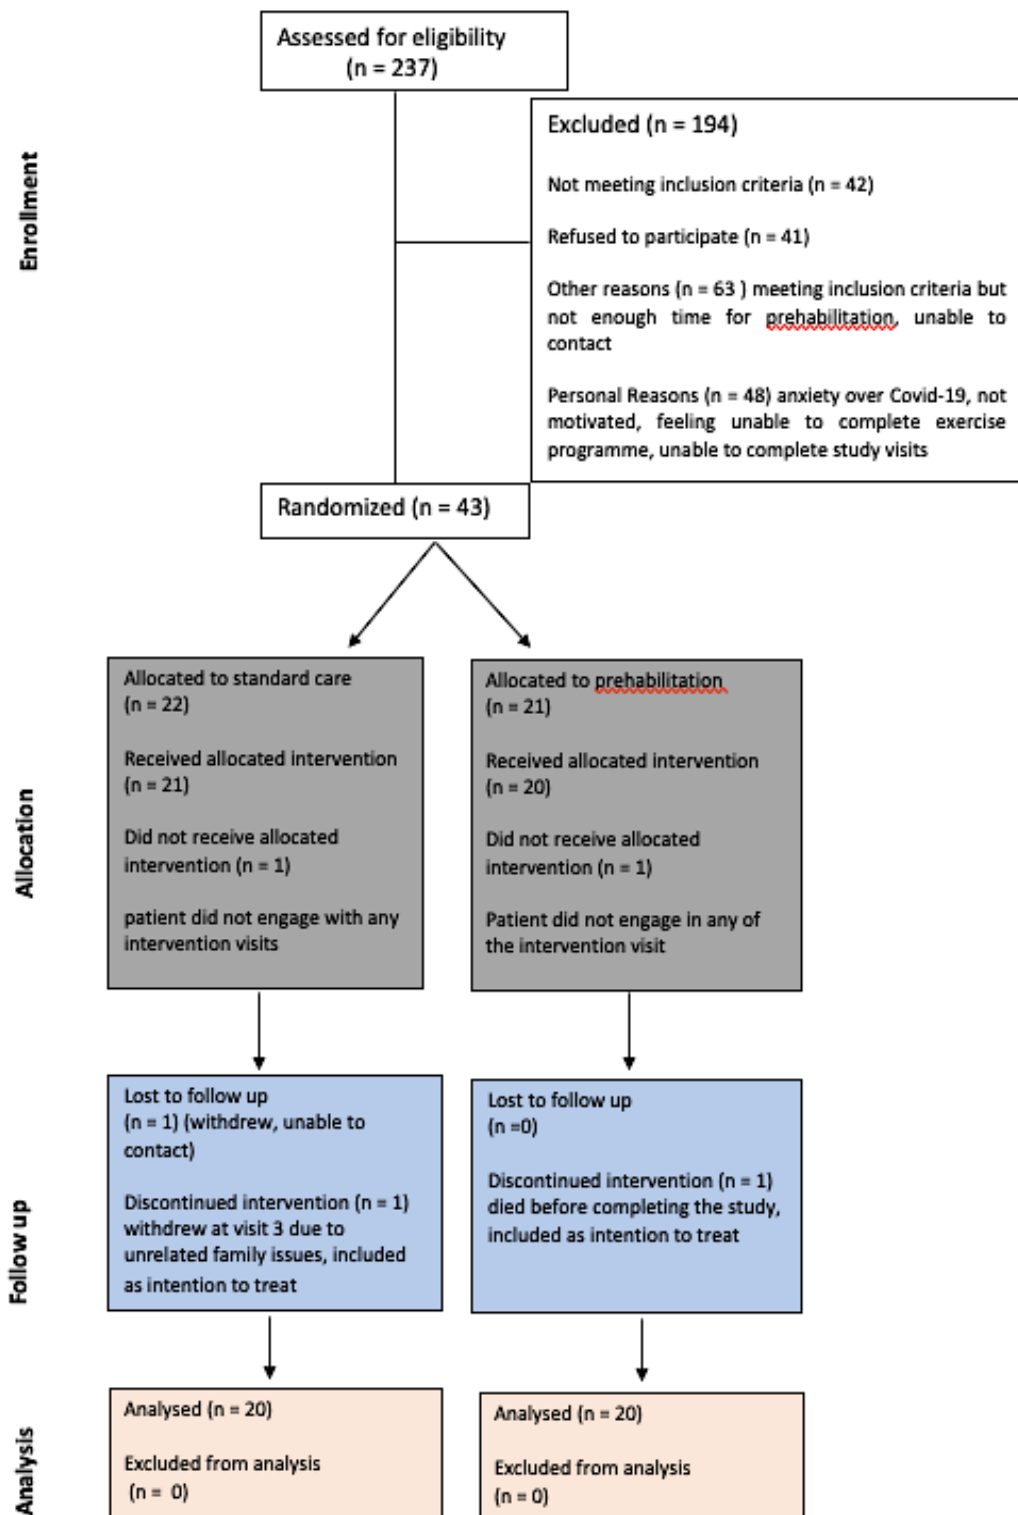 Assessed for eligibility
(n = 237)
Enrollment
Excluded (n = 194)
Not meeting inclusion criteria (n = 42)
Refused to participate (n = 41)
Other reasons (n = 63 ) meeting inclusion criteria but
not enough time for prehabilitation, unable to
contact
Personal Reasons (n = 48) anxiety over Covid-19, not
motivated, feeling unable to complete exercise
programme, unable to complete study visits
Randomized (n = 43)
Allocation
Allocated to standard care
(n = 22)
Received allocated intervention
(n = 21)
Did not receive allocated
intervention (n = 1)
patient did not engage with any
intervention visits
Allocated to prehabilitation
(n = 21)
Received allocated intervention
(n = 20)
Did not receive allocated
intervention (n = 1)
Patient did not engage in any of
the intervention visit
Follow up
Lost to follow up
(n = 1) (withdrew, unable to
contact)
Discontinued intervention (n = 1)
withdrew at visit 3 due to
unrelated family issues, included
as intention to treat
Lost to follow up
(n =0)
Discontinued intervention (n = 1)
died before completing the study,
included as intention to treat
Analysis
Analysed (n = 20)
Excluded from analysis
(n = 0)
Analysed (n = 20)
Excluded from analysis
(n = 0)